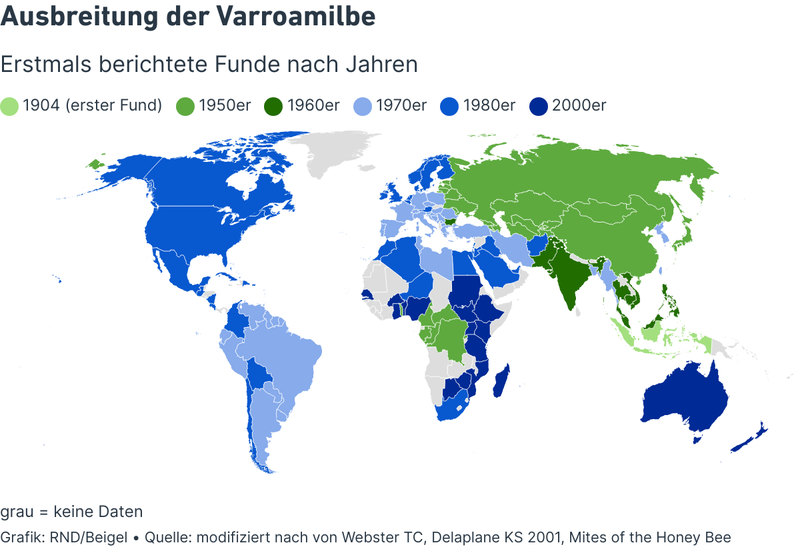 Ausbreitung der Varroamilbe
Erstmals berichtete Funde nach Jahren
1904 (erster Fund) 1950er 1960er 1970er 1980er 2000er
grau = keine Daten
Grafik: RND/Beigel • Quelle: modifiziert nach von Webster TC, Delaplane KS 2001, Mites of the Honey Bee